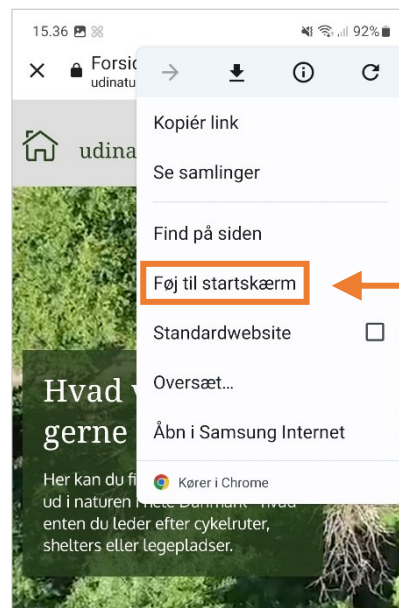 15.36 92%
Forsid
udinatu
udina
Kopiér link
Se samlinger
Find på siden
Føj til startskærm
Standardwebsite
Oversæt...
Åbn i Samsung Internet
Kører i Chrome
Hvad v
gerne
Her kan du fi
ud i naturen i hele Danmark - hvad
enten du leder efter cykelruter,
shelters eller legepladser.